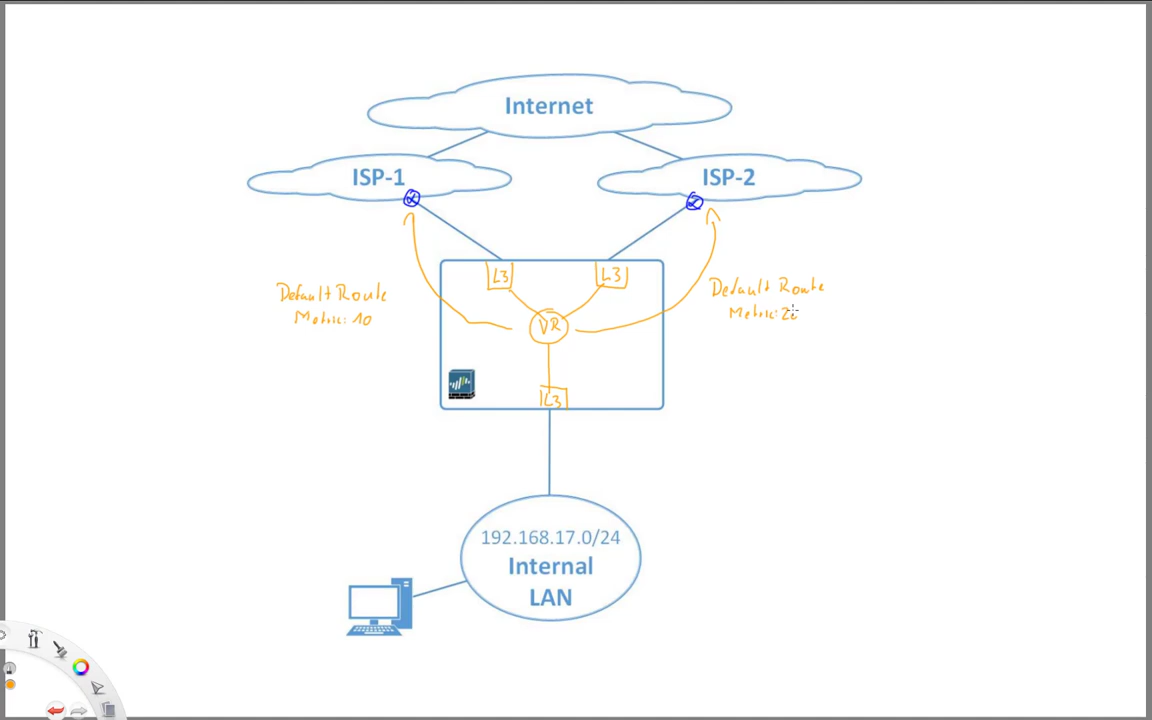 Internet
ISP-1
ISP-2
L3
L3
Default Route
Metric: 10
Default Route
Metric:
VR
L3
192.168.17.0/24
Internal
LAN